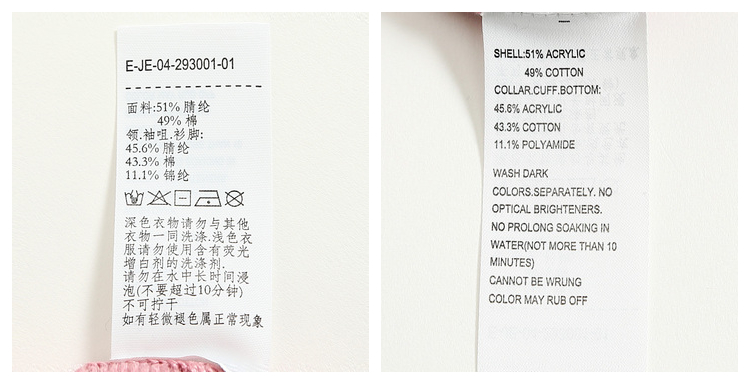 E-JE-04-293001-01
面料:51% 腈纶
49% 棉
领.袖咀.衫脚:
45.6% 腈纶
43.3% 棉
11.1% 锦纶
深色衣物请勿与其他
衣物一同洗涤.浅色衣
服请勿使用含有荧光
增白剂的洗涤剂.
请勿在水中长时间浸
泡(不要超过10分钟)
不可拧干
如有轻微褪色属正常现象
SHELL:51% ACRYLIC
49% COTTON
COLLAR.CUFF.BOTTOM:
45.6% ACRYLIC
43.3% COTTON
11.1% POLYAMIDE
WASH DARK
COLORS.SEPARATELY. NO
OPTICAL BRIGHTENERS.
NO PROLONG SOAKING IN
WATER(NOT MORE THAN 10
MINUTES)
CANNOT BE WRUNG
COLOR MAY RUB OFF